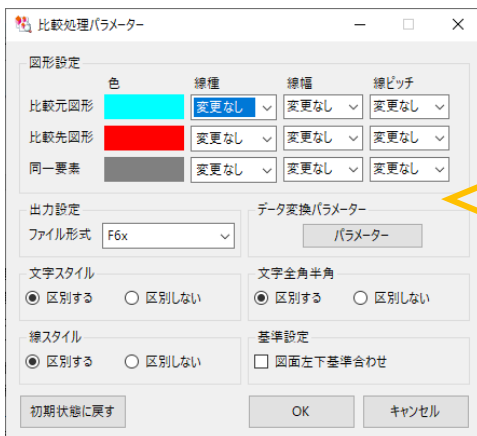 比較処理パラメーター
図形設定
色 線種 線幅 線ピッチ
比較元図形 変更なし 変更なし 変更なし
比較先図形 変更なし 変更なし 変更なし
同一要素 変更なし 変更なし 変更なし
出力設定 データ変換パラメーター
ファイル形式 F6x パラメーター
文字スタイル 文字全角半角
区別する 区別しない 区別する 区別しない
線スタイル 基準設定
区別する 区別しない 図面左下基準合わせ
初期状態に戻す OK キャンセル